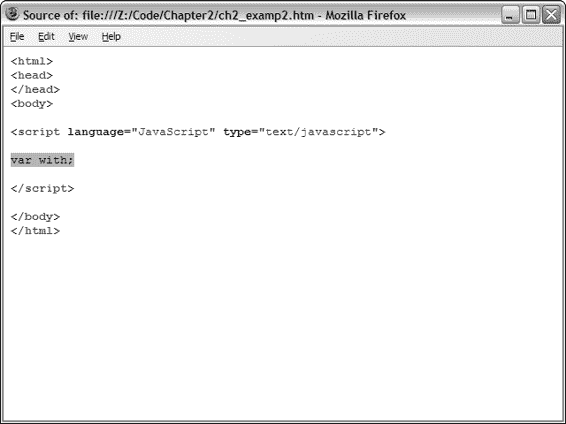 Source of: file:///Z:/Code/Chapter2/ch2_examp2.htm - Mozilla Firefox
File Edit View Help
<html>
<head>
</head>
<body>
<script language="JavaScript" type="text/javascript">
var with;
</script>
</body>
</html>